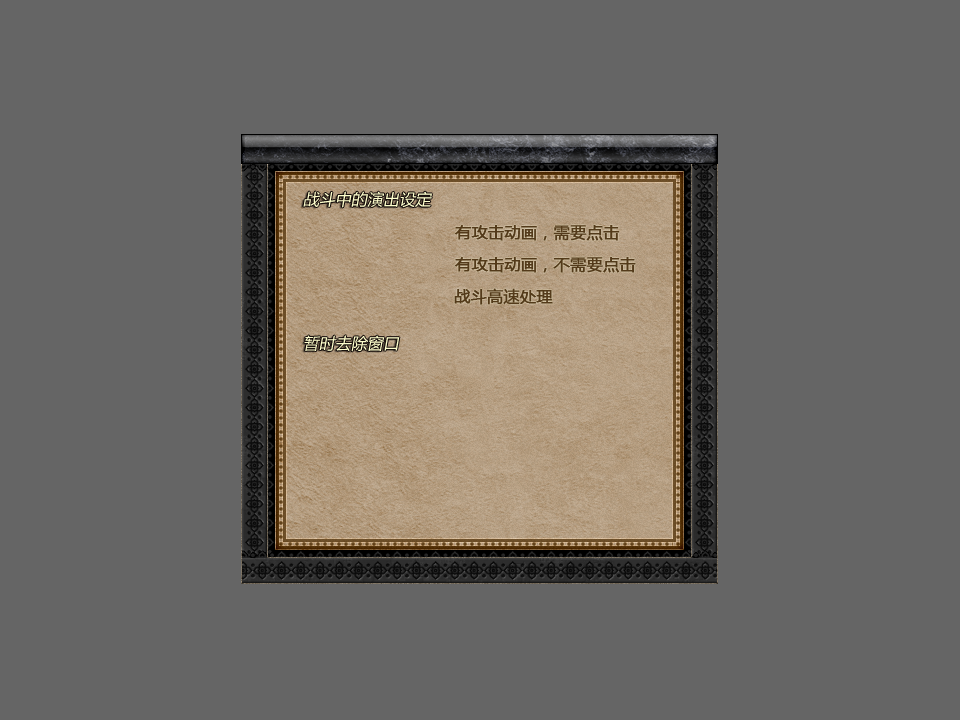 战斗中的演出设定
有攻击动画，需要点击
有攻击动画，不需要点击
战斗高速处理
暂时去除窗口